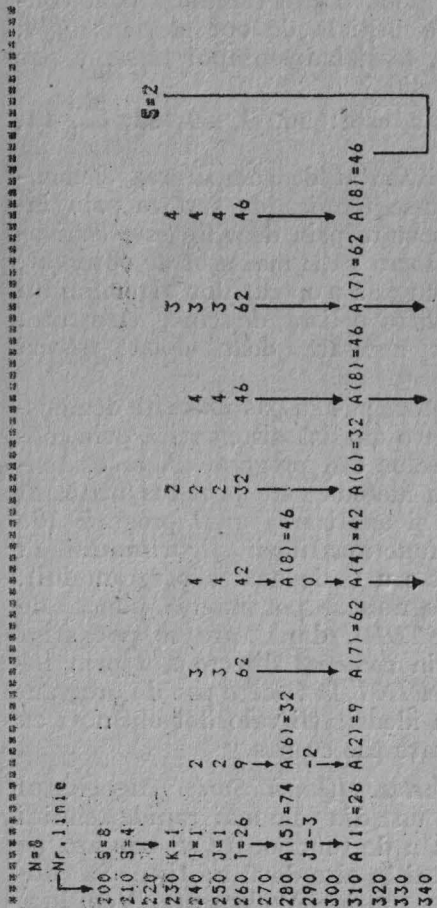 N=8
Nr.linie
200 S=8
210 S=4
220 S=2
230 K=1 2 3 4
240 I=1 2 3 4 2 4 3 4
250 J=1 2 3 4 2 4 3 4
260 T=26 9 62 42 32 46 62 46
270
280 A(5)=74 A(6)=32 A(8)=46
290 J=-3 -2 0
300
310 A(1)=26 A(2)=9 A(7)=62 A(4)=42 A(6)=32 A(8)=46 A(7)=62 A(8)=46
320
330
340